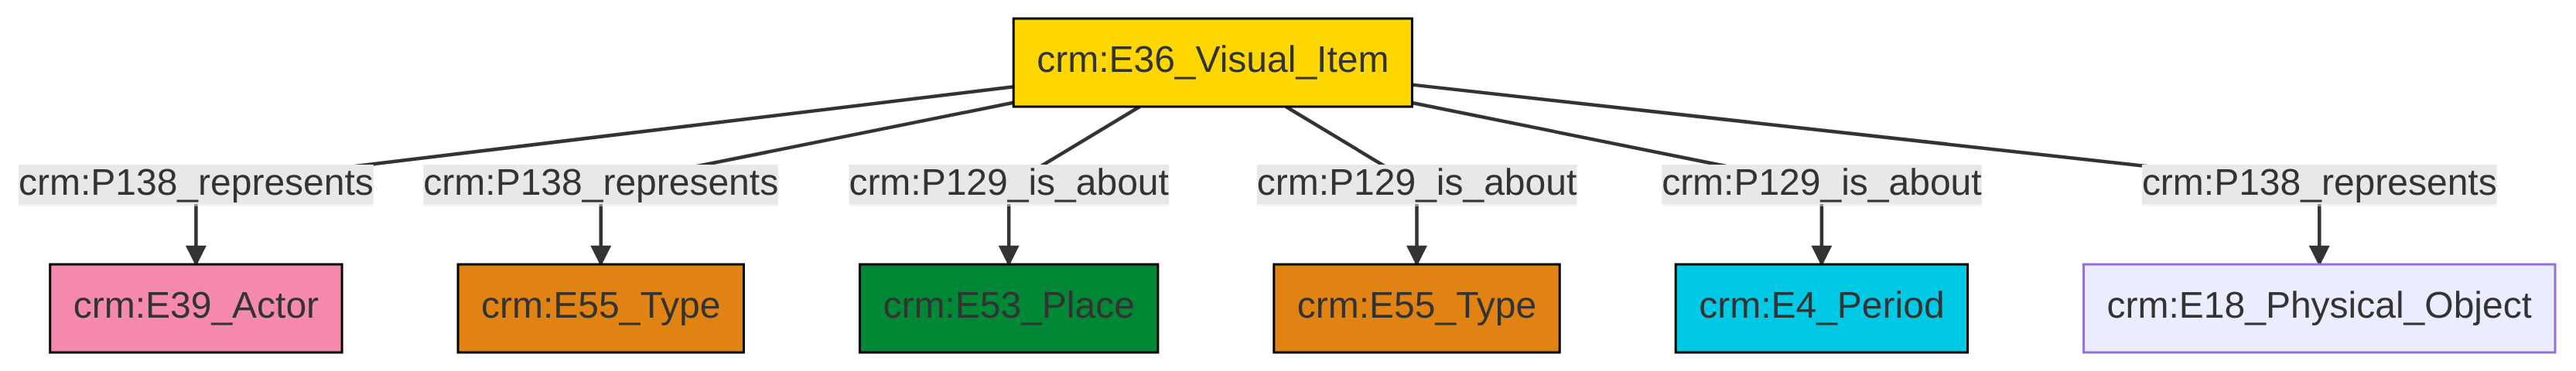 crm:E36_Visual_Item
crm:P138_represents
crm:P138_represents
crm:P129_is_about
crm:P129_is_about
crm:P129_is_about
crm:P138_represents
crm:E39_Actor
crm:E55_Type
crm:E53_Place
crm:E55_Type
crm:E4_Period
crm:E18_Physical_Object